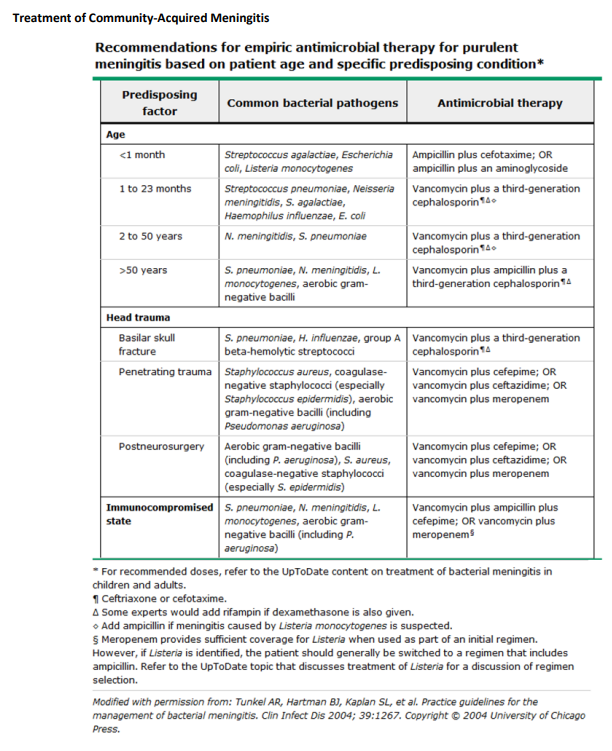 Treatment of Community-Acquired Meningitis
Recommendations for empiric antimicrobial therapy for purulent
meningitis based on patient age and specific predisposing condition*
Predisposing
factor
Common bacterial pathogens
Antimicrobial therapy
Age
<1 month
Streptococcus agalactiae, Escherichia
coli, Listeria monocytogenes
Ampicillin plus cefotaxime; OR
ampicillin plus an aminoglycoside
1 to 23 months
Streptococcus pneumoniae, Neisseria
meningitidis, S. agalactiae,
Haemophilus influenzae, E. coli
Vancomycin plus a third-generation
cephalosporin¶Δ⋄
2 to 50 years
N. meningitidis, S. pneumoniae
Vancomycin plus a third-generation
cephalosporin¶Δ⋄
>50 years
S. pneumoniae, N. meningitidis, L.
monocytogenes, aerobic gram-
negative bacilli
Vancomycin plus ampicillin plus a
third-generation cephalosporin¶Δ
Head trauma
Basilar skull
fracture
S. pneumoniae, H. influenzae, group A
beta-hemolytic streptococci
Vancomycin plus a third-generation
cephalosporin¶Δ
Penetrating trauma
Staphylococcus aureus, coagulase-
negative staphylococci (especially
Staphylococcus epidermidis), aerobic
gram-negative bacilli (including
Pseudomonas aeruginosa)
Vancomycin plus cefepime; OR
vancomycin plus ceftazidime; OR
vancomycin plus meropenem
Postneurosurgery
Aerobic gram-negative bacilli
(including P. aeruginosa), S. aureus,
coagulase-negative staphylococci
(especially S. epidermidis)
Vancomycin plus cefepime; OR
vancomycin plus ceftazidime; OR
vancomycin plus meropenem
Immunocompromised
state
S. pneumoniae, N. meningitidis, L.
monocytogenes, aerobic gram-
negative bacilli (including P.
aeruginosa)
Vancomycin plus ampicillin plus
cefepime; OR vancomycin plus
meropenem§
* For recommended doses, refer to the UpToDate content on treatment of bacterial meningitis in
children and adults.
¶ Ceftriaxone or cefotaxime.
Δ Some experts would add rifampin if dexamethasone is also given.
⋄ Add ampicillin if meningitis caused by Listeria monocytogenes is suspected.
§ Meropenem provides sufficient coverage for Listeria when used as part of an initial regimen.
However, if Listeria is identified, the patient should generally be switched to a regimen that includes
ampicillin. Refer to the UpToDate topic that discusses treatment of Listeria for a discussion of regimen
selection.
Modified with permission from: Tunkel AR, Hartman BJ, Kaplan SL, et al. Practice guidelines for the
management of bacterial meningitis. Clin Infect Dis 2004; 39:1267. Copyright © 2004 University of Chicago
Press.